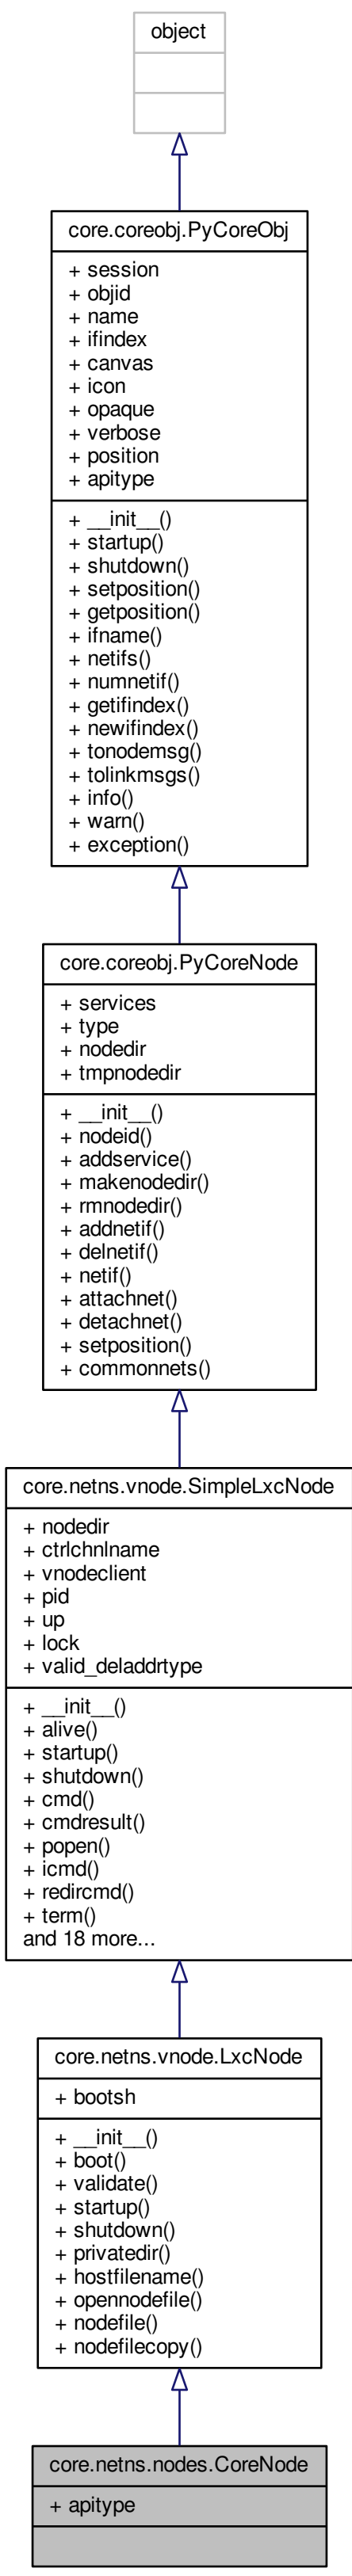 object
core.coreobj.PyCoreObj
+ session
+ objid
+ name
+ ifindex
+ canvas
+ icon
+ opaque
+ verbose
+ position
+ apitype
+ __init__()
+ startup()
+ shutdown()
+ setposition()
+ getposition()
+ ifname()
+ netifs()
+ numnetif()
+ getifindex()
+ newifindex()
+ tonodemsg()
+ tolinkmsgs()
+ info()
+ warn()
+ exception()
core.coreobj.PyCoreNode
+ services
+ type
+ nodedir
+ tmpnodedir
+ __init__()
+ nodeid()
+ addservice()
+ makenodedir()
+ rmnodedir()
+ addnetif()
+ delnetif()
+ netif()
+ attachnet()
+ detachnet()
+ setposition()
+ commonnets()
core.netns.vnode.SimpleLxcNode
+ nodedir
+ ctrlchnlname
+ vnodeclient
+ pid
+ up
+ lock
+ valid_deladdrtype
+ __init__()
+ alive()
+ startup()
+ shutdown()
+ cmd()
+ cmdresult()
+ popen()
+ icmd()
+ redircmd()
+ term()
and 18 more...
core.netns.vnode.LxcNode
+ bootsh
+ __init__()
+ boot()
+ validate()
+ startup()
+ shutdown()
+ privatedir()
+ hostfilename()
+ opennodefile()
+ nodefile()
+ nodefilecopy()
core.netns.nodes.CoreNode
+ apitype